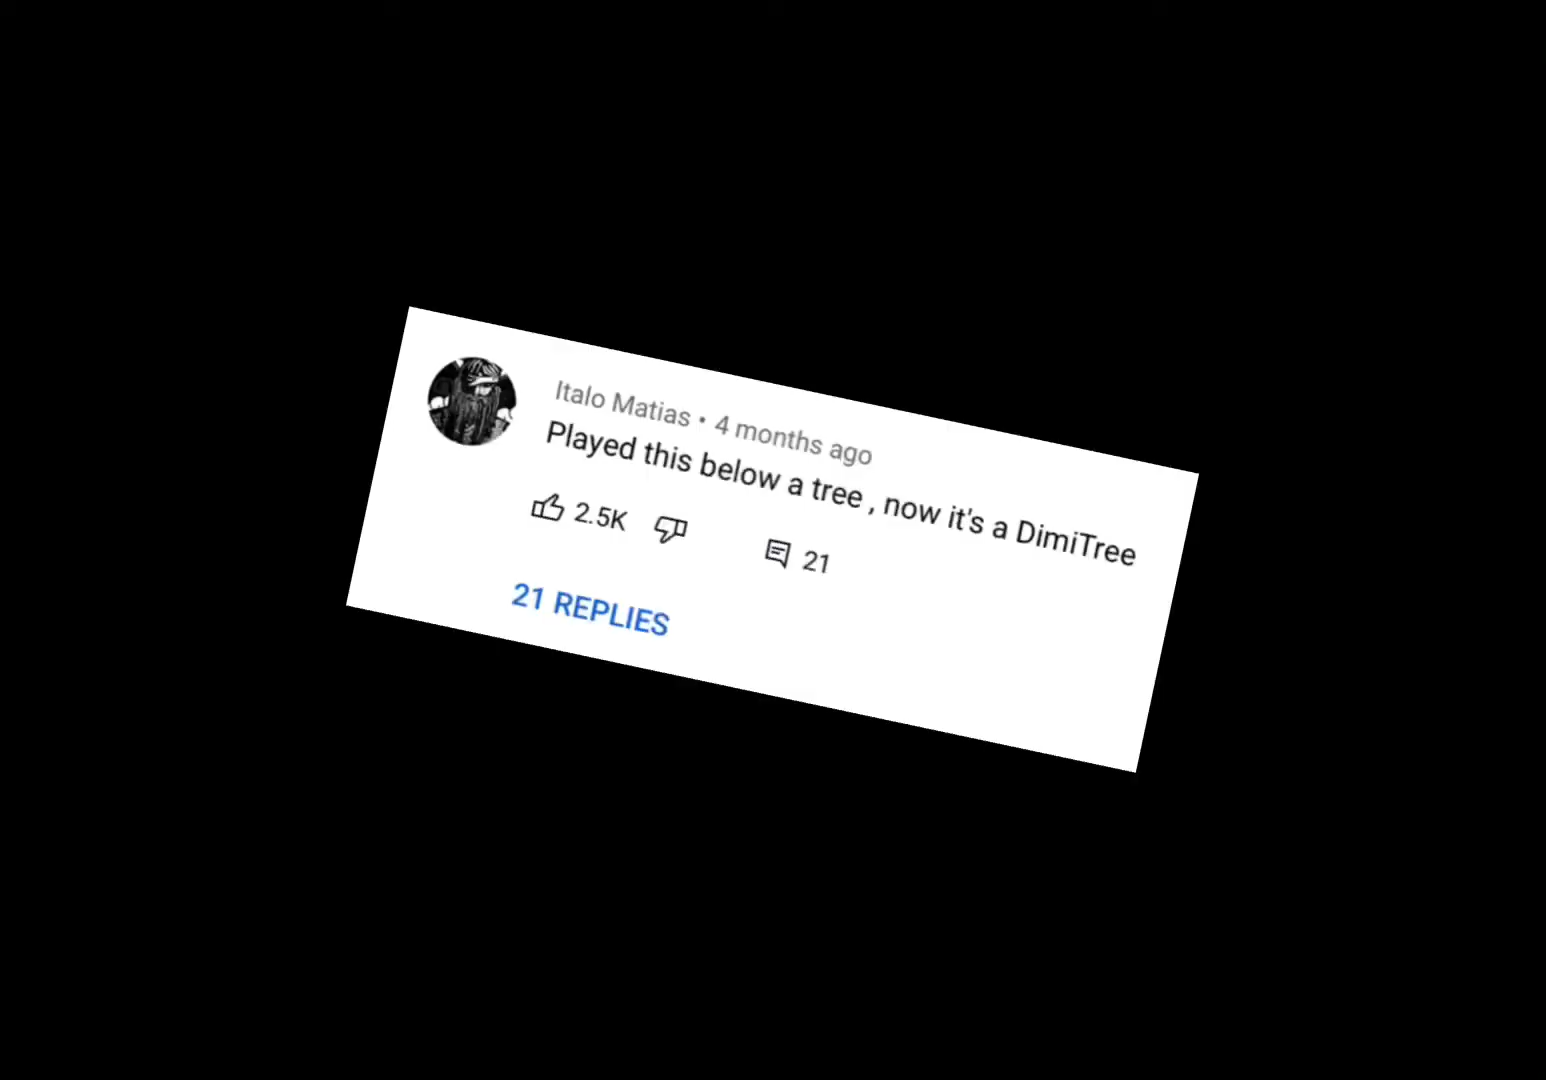 Italo Matias • 4 months ago
Played this below a tree , now it's a DimiTree
2.5K 21
21 REPLIES